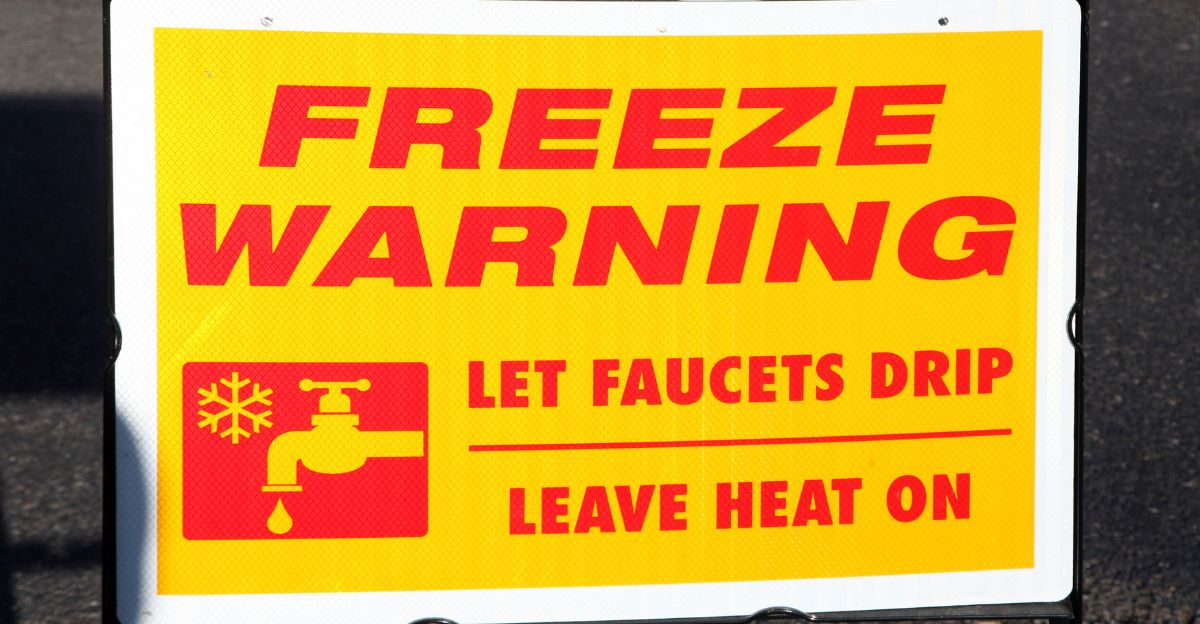 FREEZE
WARNING
LET FAUCETS DRIP
LEAVE HEAT ON